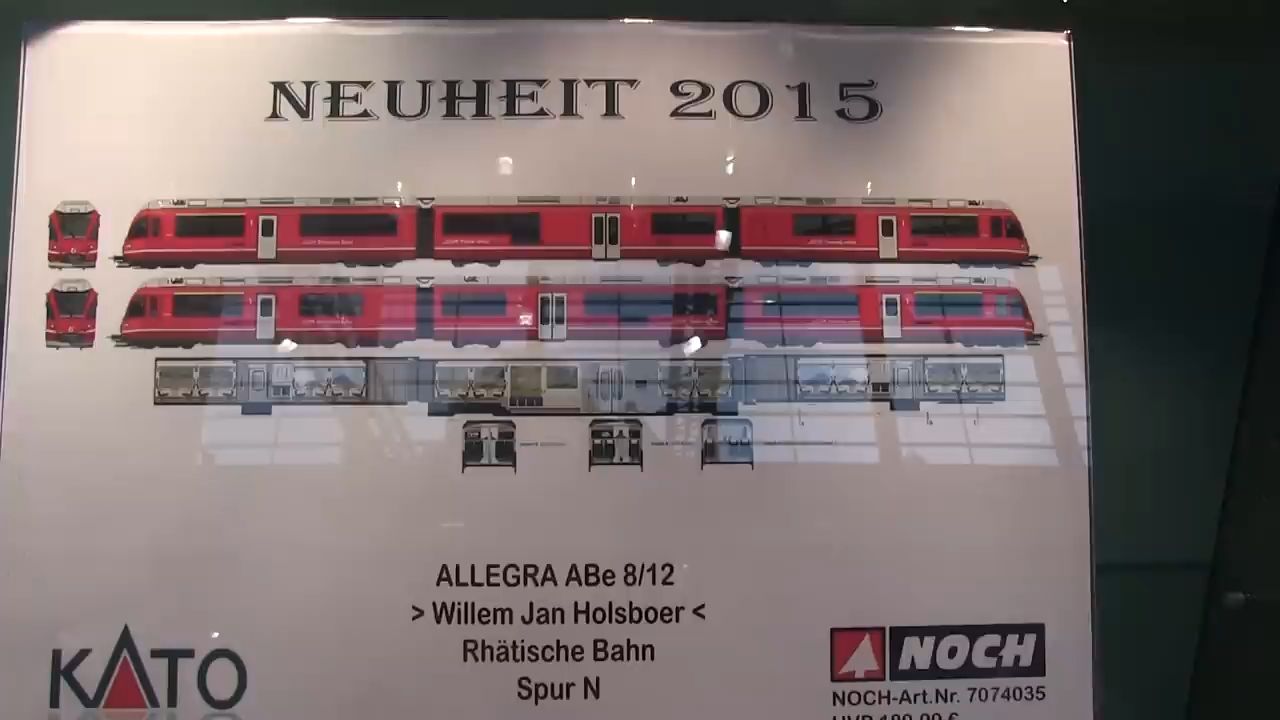 NEUHEIT 2015
ALLEGRA ABe 8/12
> Willem Jan Holsboer <
Rhätische Bahn
Spur N
KATO
NOCH
NOCH-Art.Nr. 7074035